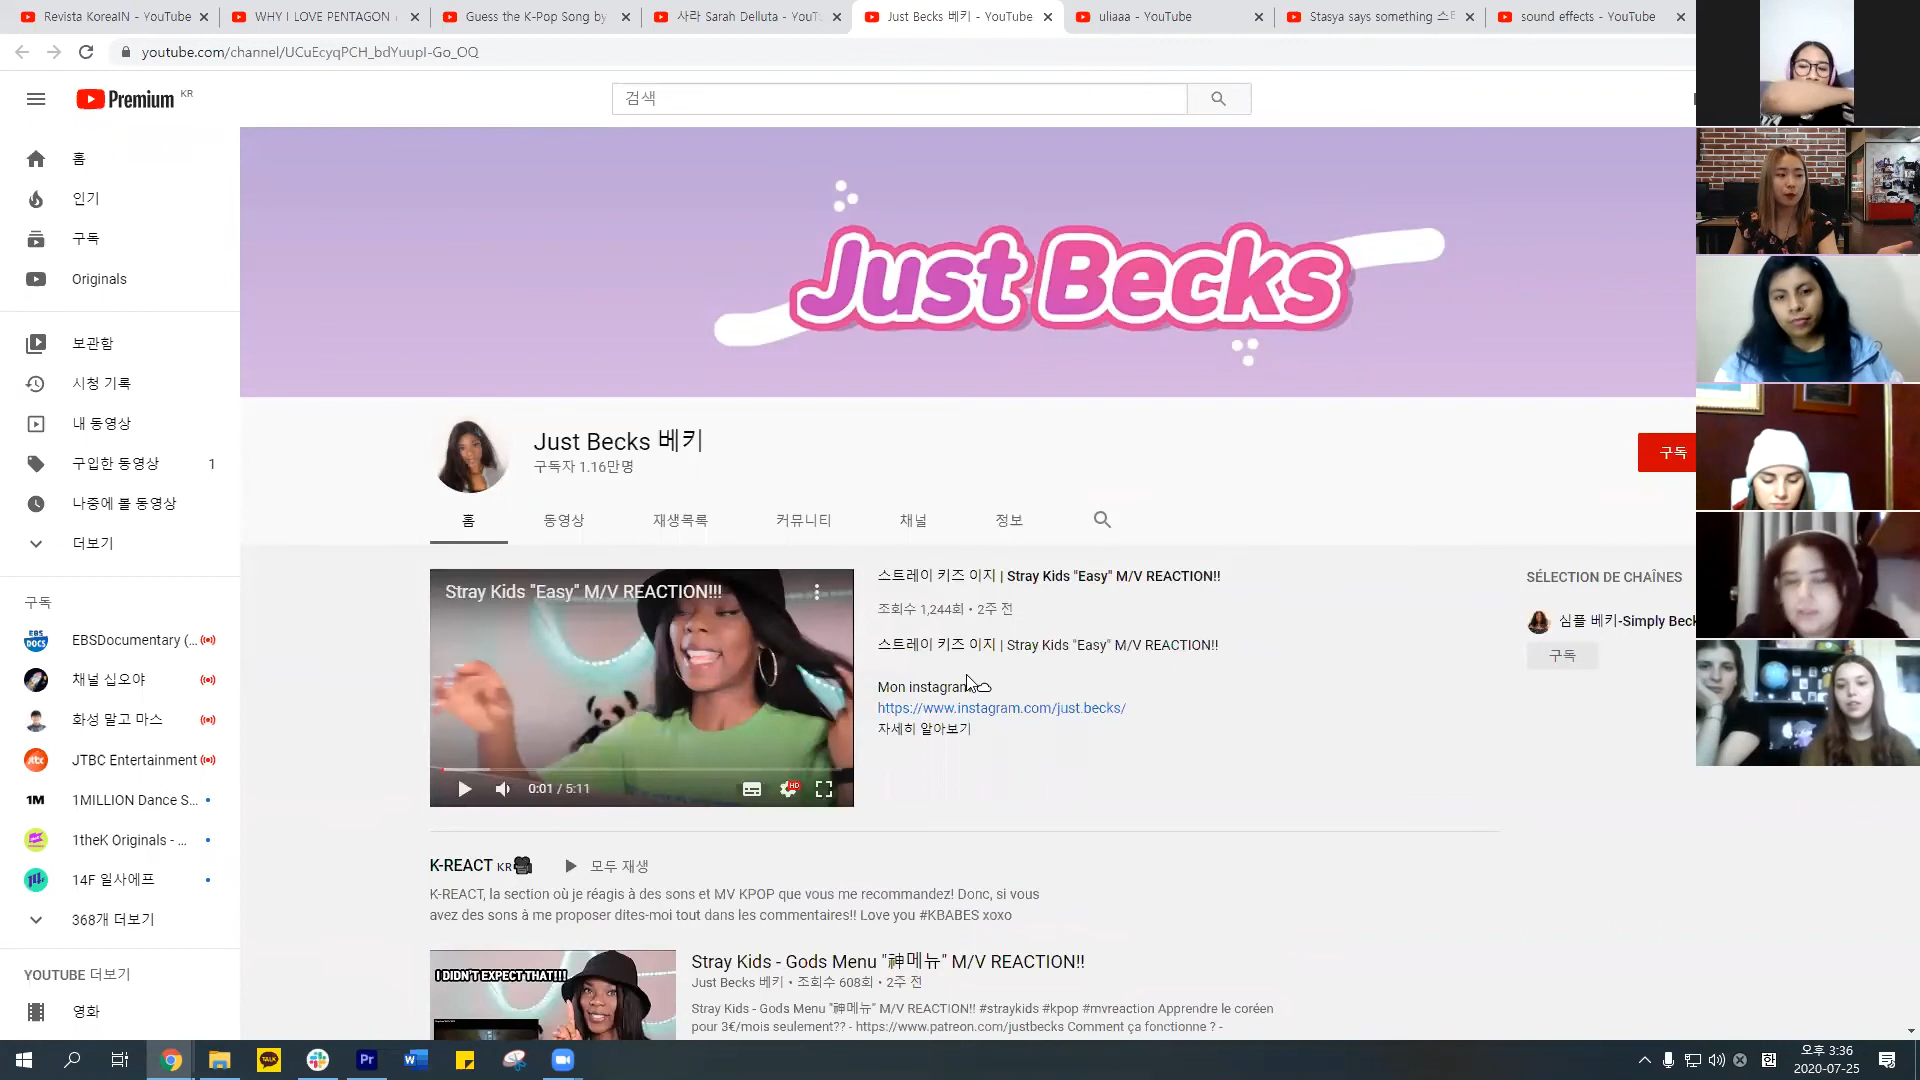 Revista KoreaIN - YouTube
WHY I LOVE PENTAGON
Guess the K-Pop Song by
사라 Sarah Delluta - YouT
Just Becks 베키 - YouTube
uliaaa - YouTube
Stasya says something 스
sound effects - YouTube
youtube.com/channel/UCuEcyqPCH_bdYuupI-Go_OQ
Premium KR
검색
홈
인기
구독
Originals
보관함
시청 기록
내 동영상
구입한 동영상 1
나중에 볼 동영상
더보기
구독
EBS DOCS
EBSDocumentary (...
채널 십오야
화성 말고 마스
jtbc
JTBC Entertainment
1M
1MILLION Dance S...
1theK Originals - ...
14F 일사에프
368개 더보기
YOUTUBE 더보기
영화
Just Becks
Just Becks 베키
구독자 1.16만명
구독
홈 동영상 재생목록 커뮤니티 채널 정보
Stray Kids "Easy" M/V REACTION!!!
0:01 / 5:11
HD
스트레이 키즈 이지 | Stray Kids "Easy" M/V REACTION!!
조회수 1,244회 • 2주 전
스트레이 키즈 이지 | Stray Kids "Easy" M/V REACTION!!
Mon instagram
https://www.instagram.com/just.becks/
자세히 알아보기
SÉLECTION DE CHAÎNES
심플 베키-Simply Beck
구독
K-REACT KR
모두 재생
K-REACT, la section où je réagis à des sons et MV KPOP que vous me recommandez! Donc, si vous
avez des sons à me proposer dites-moi tout dans les commentaires!! Love you #KBABES xoxo
I DIDN'T EXPECT THAT!!!
Stray Kids - Gods Menu "神메뉴" M/V REACTION!!
Just Becks 베키 • 조회수 608회 • 2주 전
Stray Kids - Gods Menu "神메뉴" M/V REACTION!! #straykids #kpop #mvreaction Apprendre le coréen
pour 3€/mois seulement?? - https://www.patreon.com/justbecks Comment ça fonctionne ? -
TALK
Pr
W
한
오후 3:36
2020-07-25